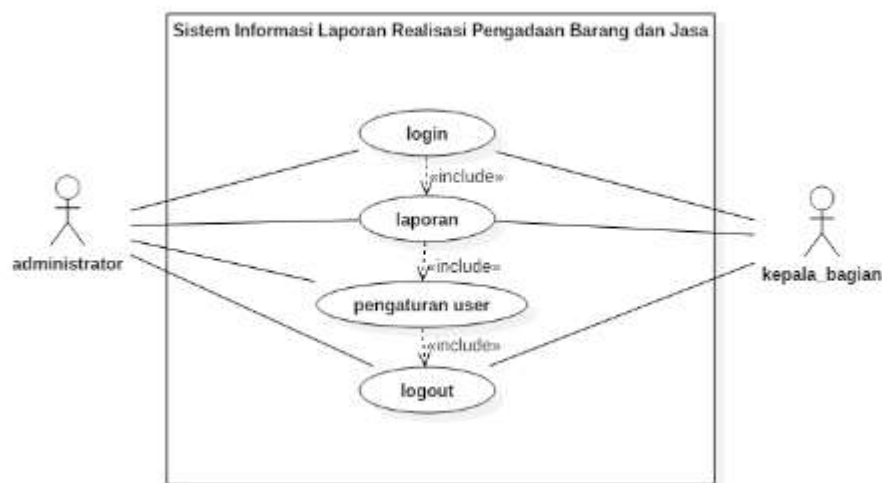 Sistem Informasi Laporan Realisasi Pengadaan Barang dan Jasa
login
«include»
laporan
administrator
kepala_bagian
«include»
pengaturan user
«include»
logout